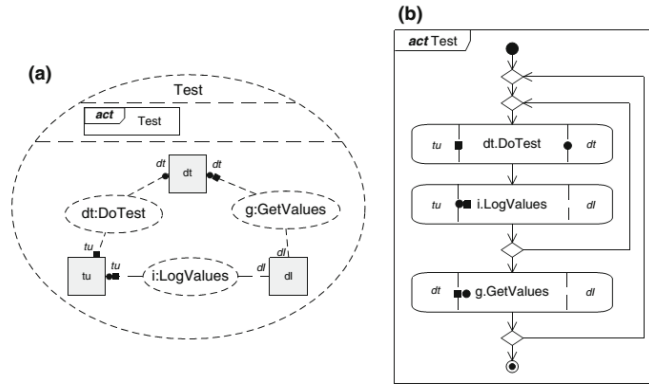 (a)
Test
act
Test
dt
dt
dt
dt:DoTest
g:GetValues
tu
tu
tu
i:LogValues
dl
dl
dl
(b)
act Test
tu
dt.DoTest
dt
tu
i.LogValues
dl
dt
g.GetValues
dl